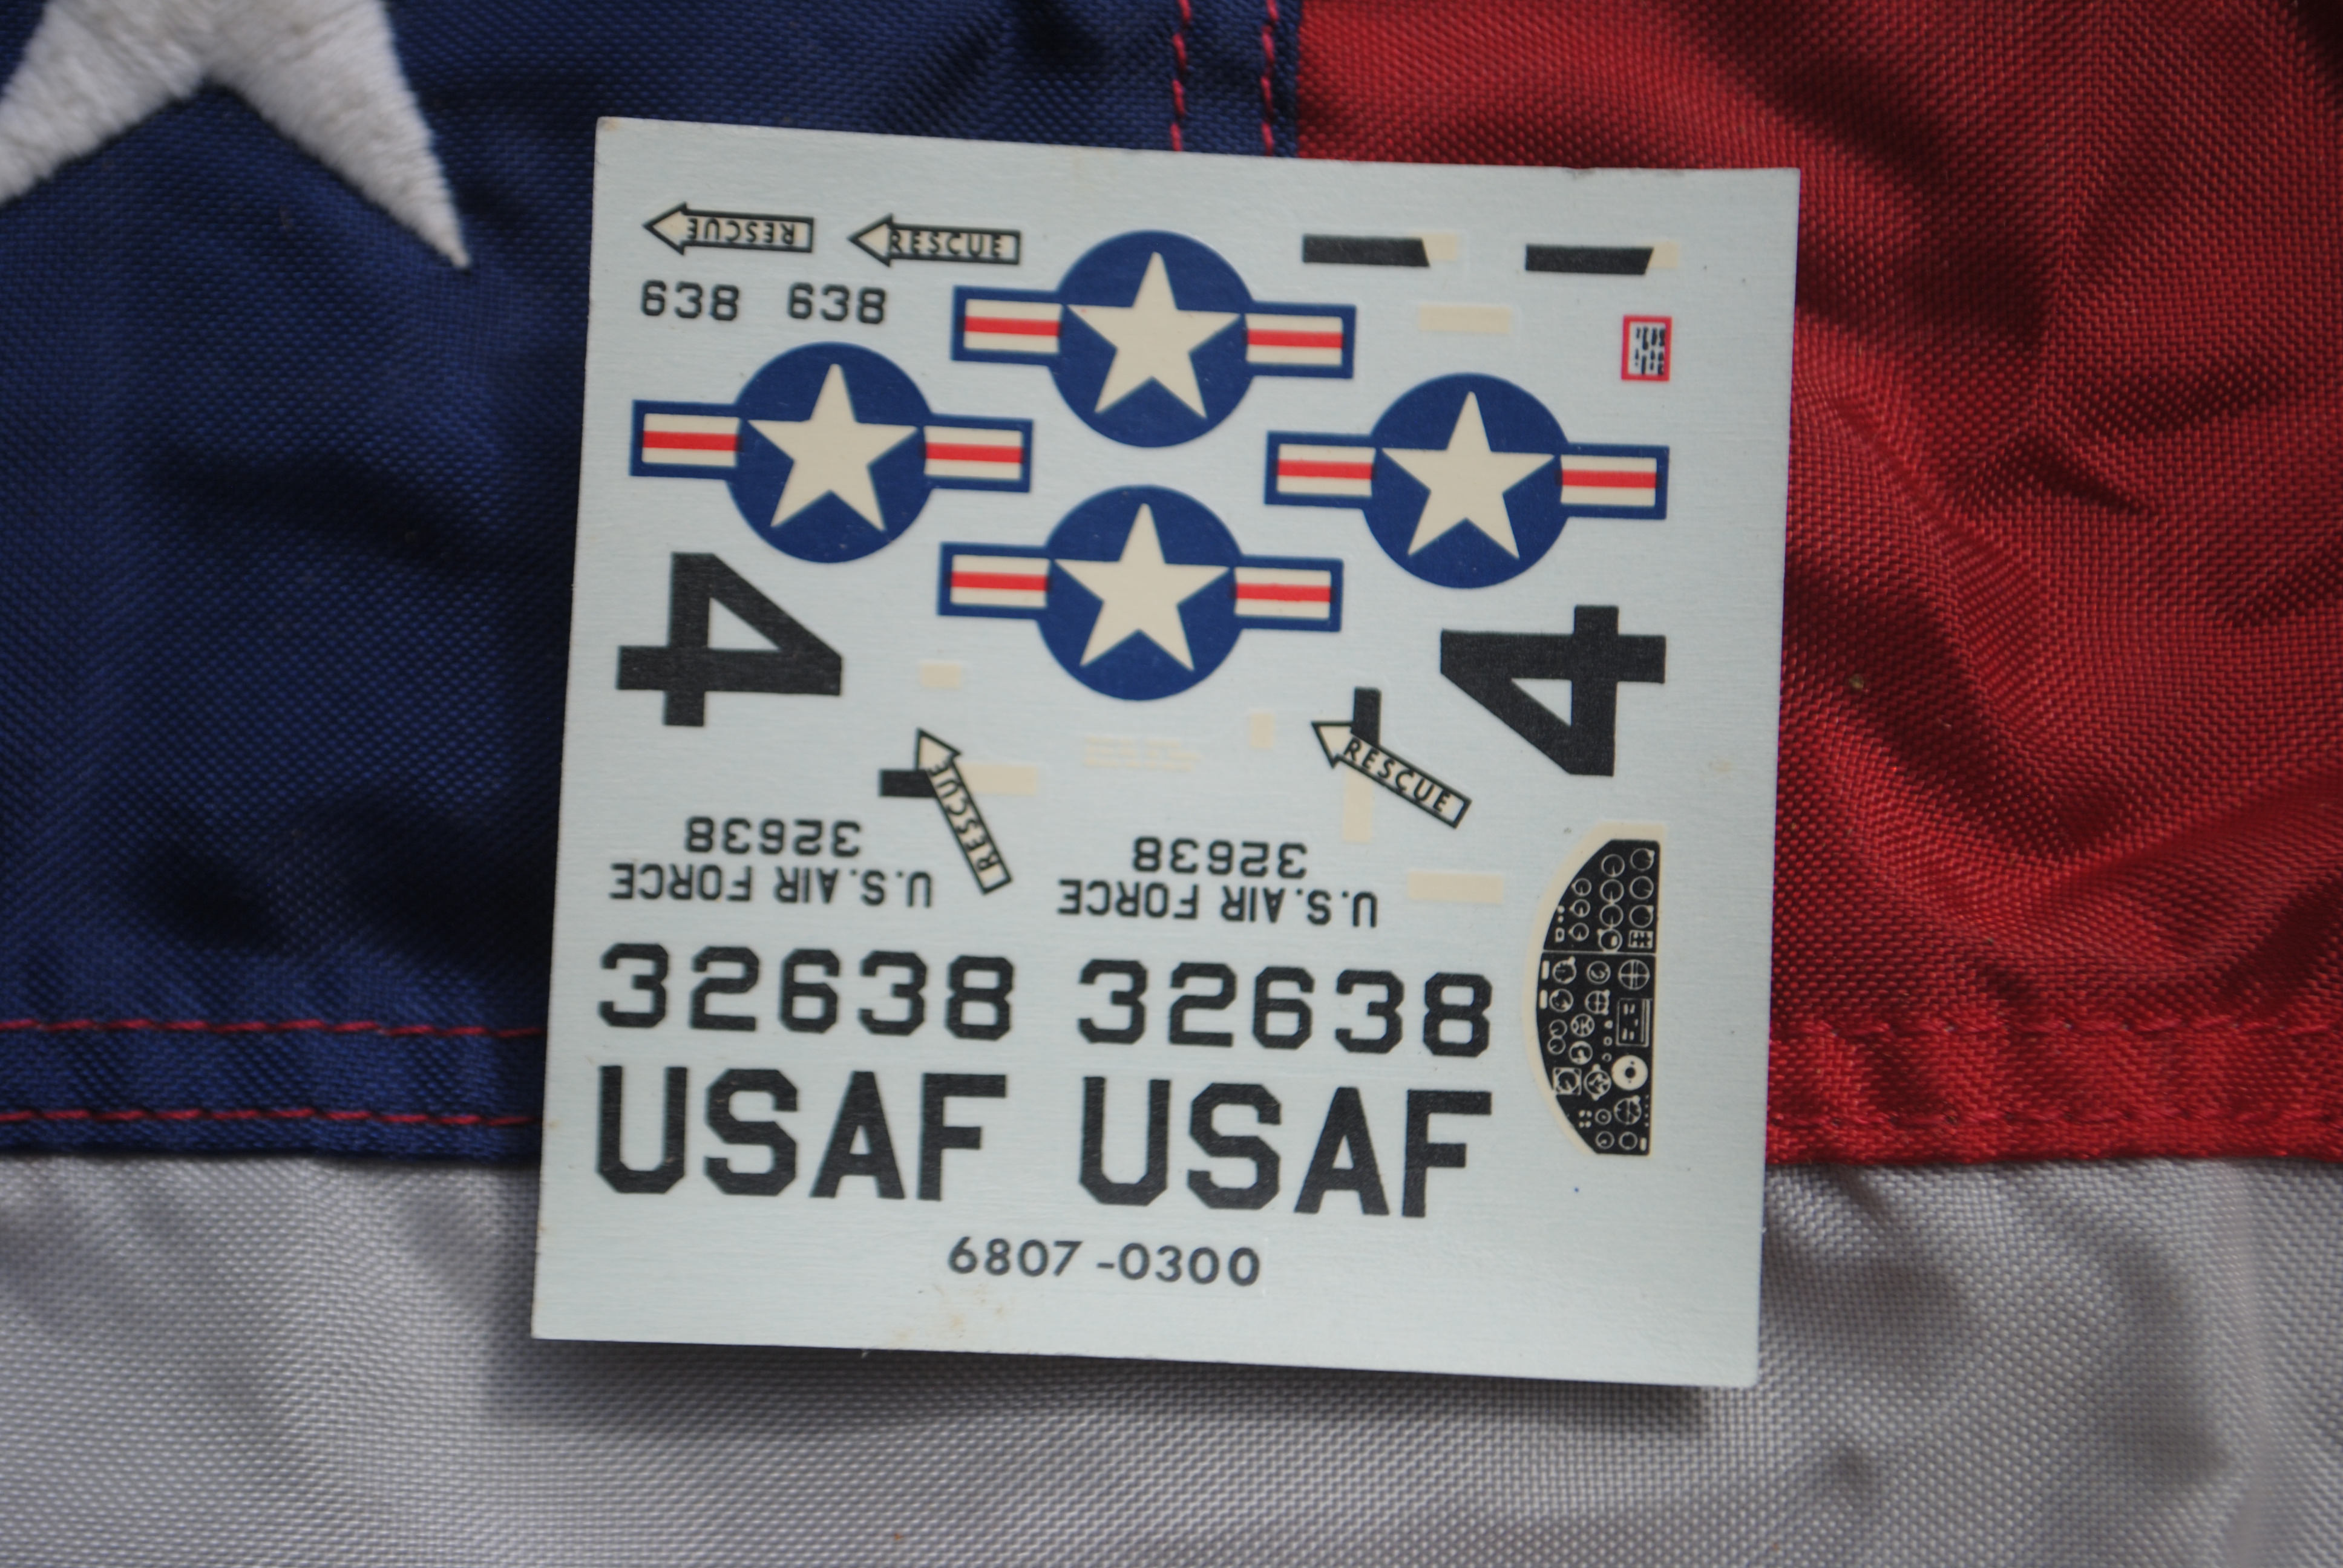 RESCUE RESCUE
638 638
4 4
RESCUE RESCUE
32638 32638
U.S.AIR FORCE U.S.AIR FORCE
32638 32638
USAF USAF
6807-0300